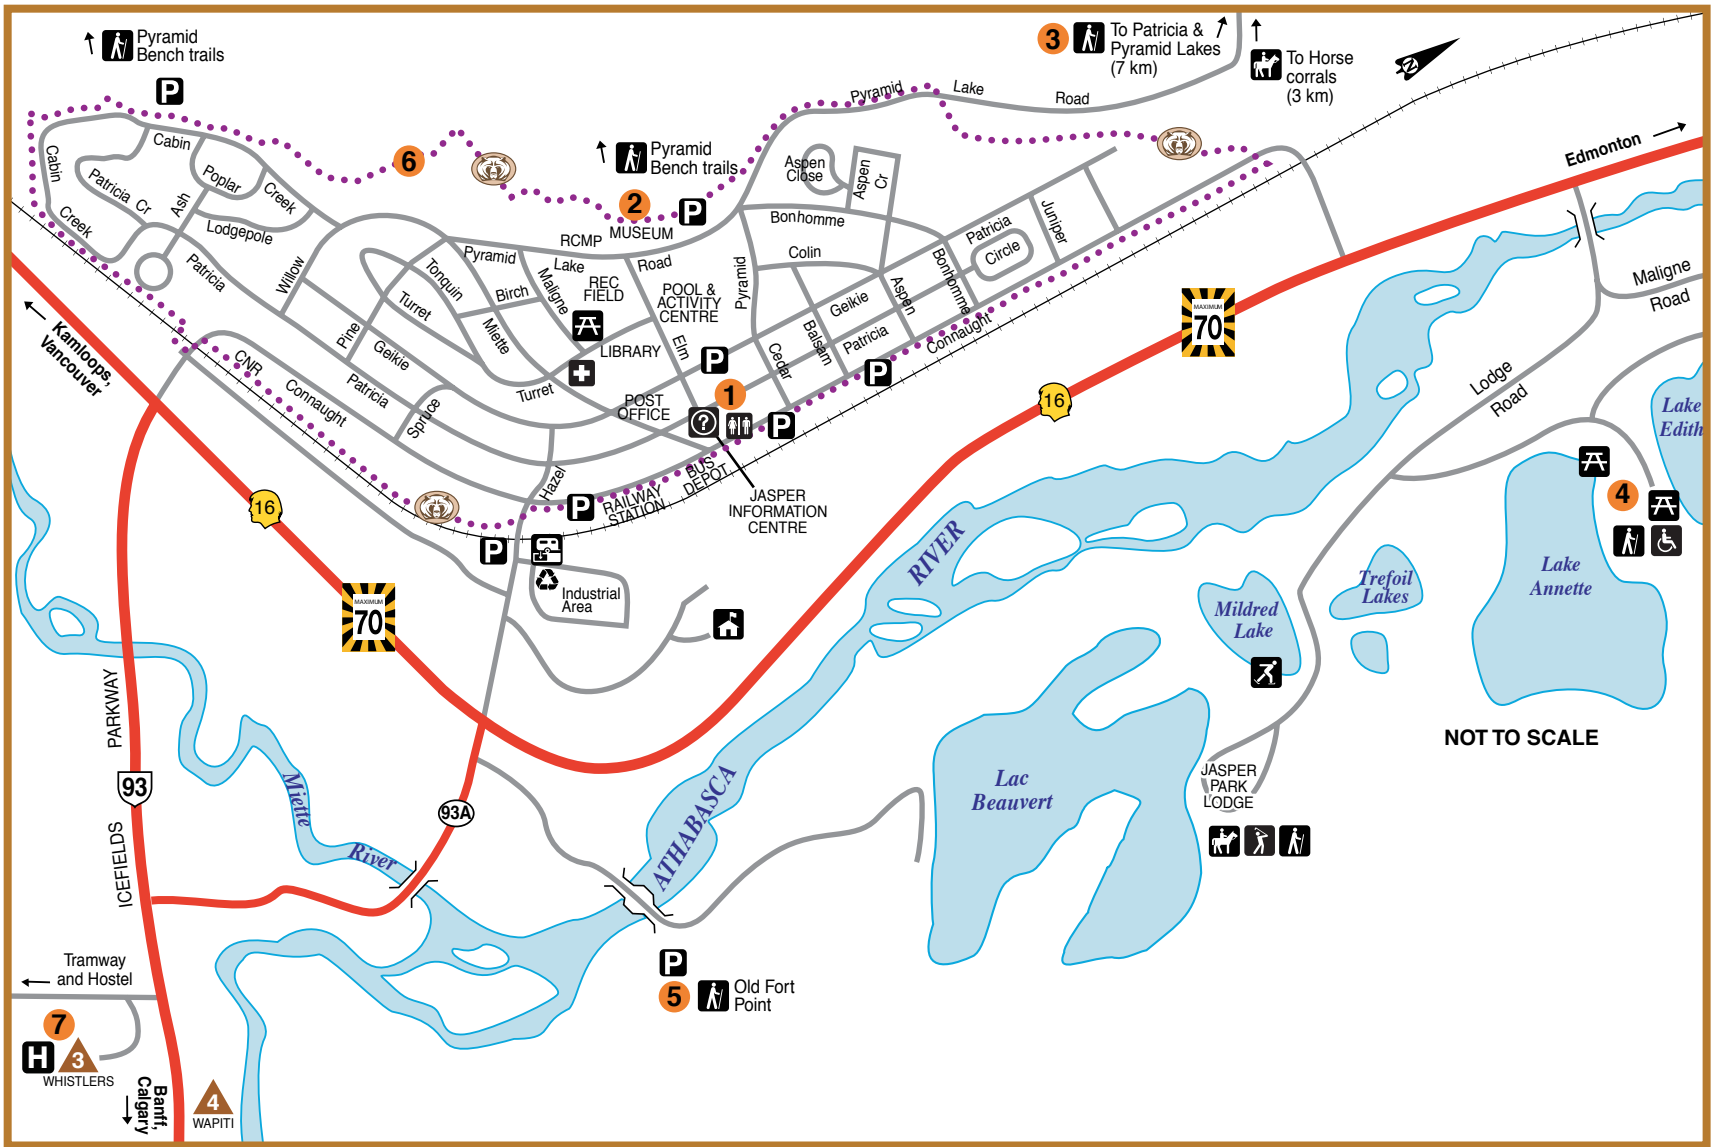 Pyramid
Bench trails
P
3
To Patricia &
Pyramid Lakes
(7 km)
To Horse
corrals
(3 km)
N
Pyramid
Lake
Road
Edmonton
Cabin
Cabin
Creek
Patricia Cr
Ash
Poplar
Creek
Lodgepole
6
Pyramid
Bench trails
2
P
MUSEUM
RCMP
Aspen
Close
Aspen
Cr
Bonhomme
Colin
Patricia
Circle
Juniper
Bonhomme
Patricia
Willow
Pyramid
Lake
Road
Tonquin
Turret
Birch
Maligne
REC
FIELD
POOL &
ACTIVITY
CENTRE
Pyramid
Geikie
Aspen
Balsam
Patricia
Connaught
Cedar
Miette
Elm
LIBRARY
Pine
Geikie
Patricia
Spruce
Turret
POST
OFFICE
P
1
?
P
P
CNR
Connaught
Hazel
P
RAILWAY
STATION
BUS
DEPOT
JASPER
INFORMATION
CENTRE
P
Industrial
Area
Kamloops,
Vancouver
16
MAXIMUM
70
MAXIMUM
70
16
Maligne
Road
Lodge
Road
Lake
Edith
4
Lake
Annette
Trefoil
Lakes
Mildred
Lake
NOT TO SCALE
RIVER
ATHABASCA
Lac
Beauvert
JASPER
PARK
LODGE
PARKWAY
93
ICEFIELDS
93A
Miette
River
P
5
Old Fort
Point
Tramway
and Hostel
7
H
3
WHISTLERS
Banff,
Calgary
4
WAPITI